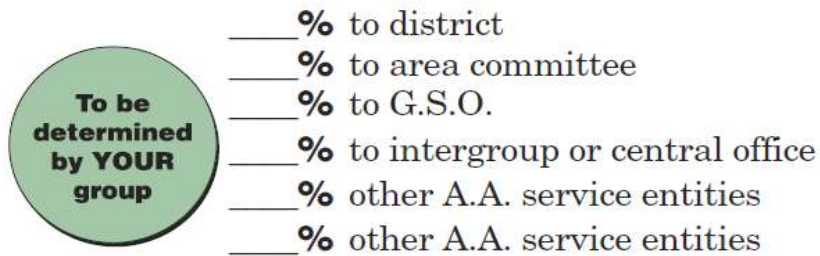 To be
determined
by YOUR
group
____% to district
____% to area committee
____% to G.S.O.
____% to intergroup or central office
____% other A.A. service entities
____% other A.A. service entities